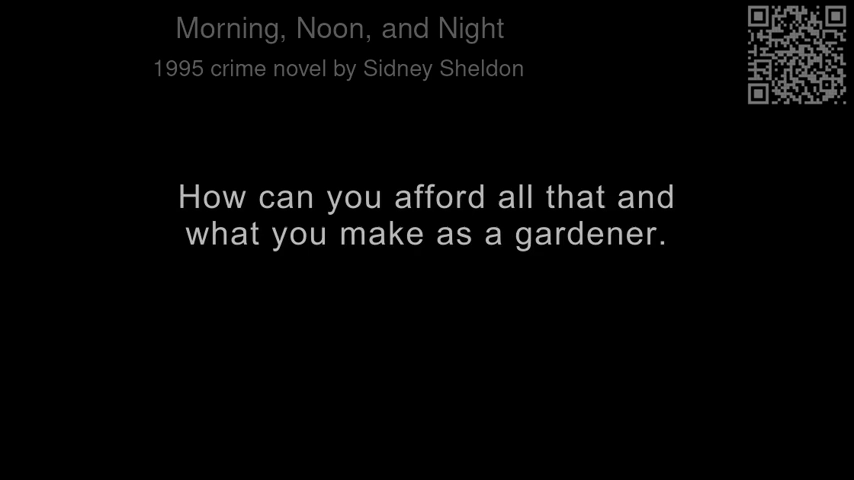 Morning, Noon, and Night
1995 crime novel by Sidney Sheldon
How can you afford all that and
what you make as a gardener.